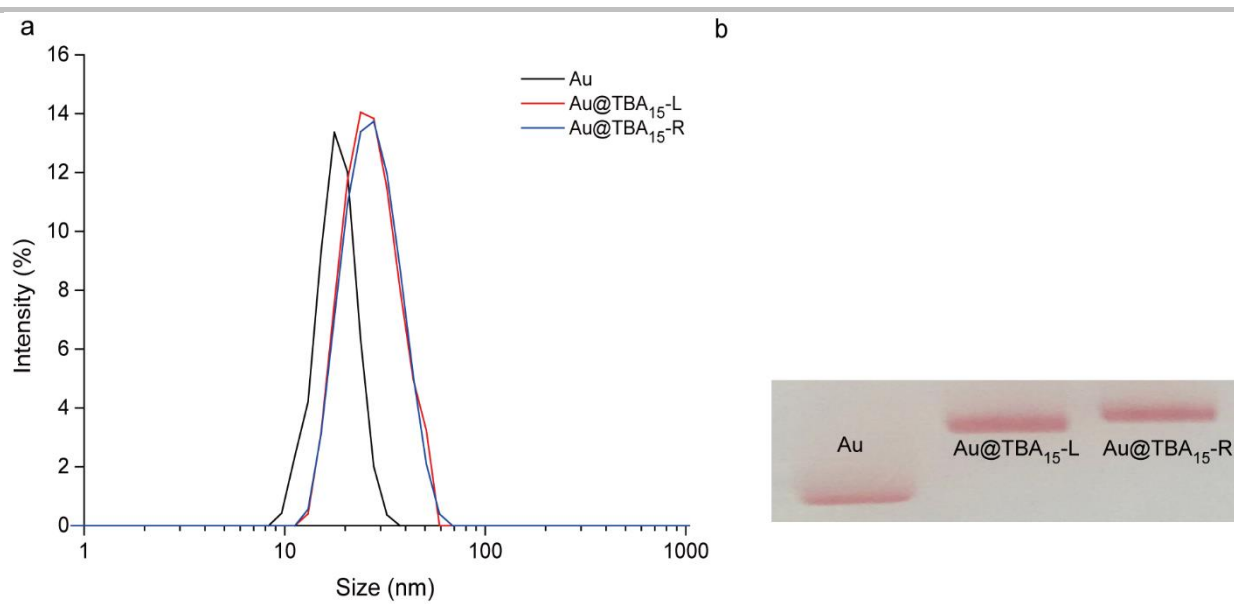 a
16
14
12
10
8
6
4
2
0
Intensity (%)
1
10
100
1000
Size (nm)
Au
Au@TBA₁₅-L
Au@TBA₁₅-R
b
Au
Au@TBA₁₅-L
Au@TBA₁₅-R